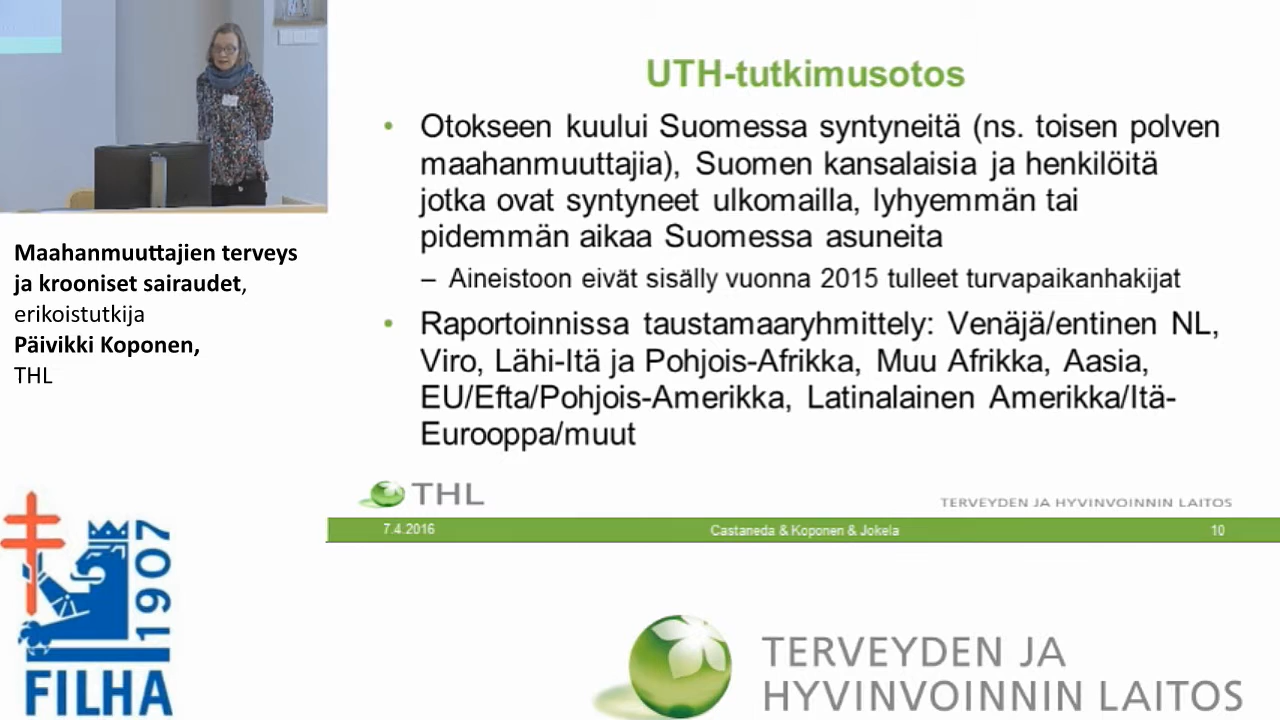 UTH-tutkimusotos
• Otokseen kuului Suomessa syntyneitä (ns. toisen polven
maahanmuuttajia), Suomen kansalaisia ja henkilöitä
jotka ovat syntyneet ulkomailla, lyhyemmän tai
pidemmän aikaa Suomessa asuneita
– Aineistoon eivät sisälly vuonna 2015 tulleet turvapaikanhakijat
• Raportoinnissa taustamaaryhmittely: Venäjä/entinen NL,
Viro, Lähi-Itä ja Pohjois-Afrikka, Muu Afrikka, Aasia,
EU/Efta/Pohjois-Amerikka, Latinalainen Amerikka/Itä-
Eurooppa/muut
THL
TERVEYDEN JA HYVINVOINNIN LAITOS
7.4.2016
Castaneda & Koponen & Jokela
10
Maahanmuuttajien terveys
ja krooniset sairaudet,
erikoistutkija
Päivikki Koponen,
THL
1907
FILHA
TERVEYDEN JA
HYVINVOINNIN LAITOS